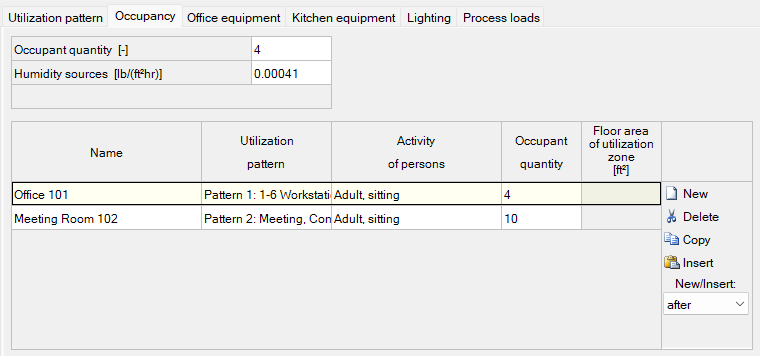 Utilization pattern Occupancy Office equipment Kitchen equipment Lighting Process loads
Occupant quantity [-] 4
Humidity sources [lb/(ft²hr)] 0.00041
Name Utilization pattern Activity of persons Occupant quantity Floor area of utilization zone [ft²]
Office 101 Pattern 1: 1-6 Workstati Adult, sitting 4
Meeting Room 102 Pattern 2: Meeting, Con Adult, sitting 10
New
Delete
Copy
Insert
New/Insert:
after